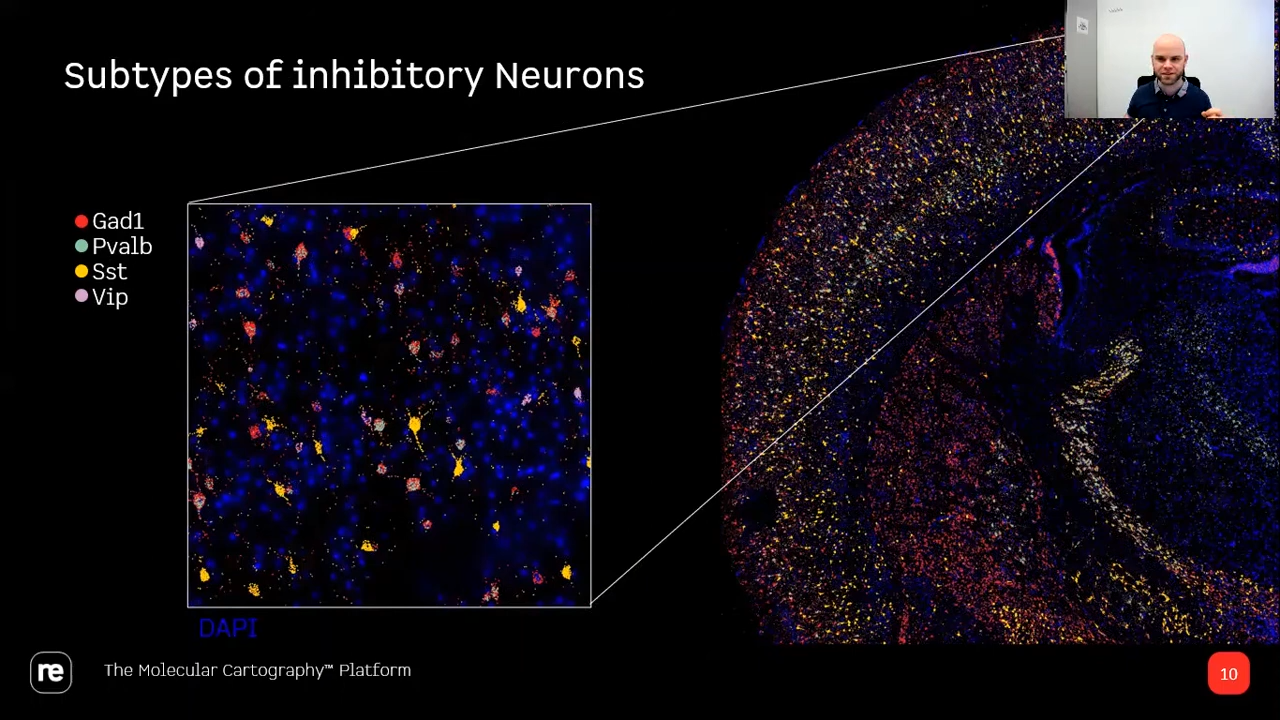 Subtypes of inhibitory Neurons
Gad1
Pvalb
Sst
Vip
DAPI
re
The Molecular Cartography™ Platform
10